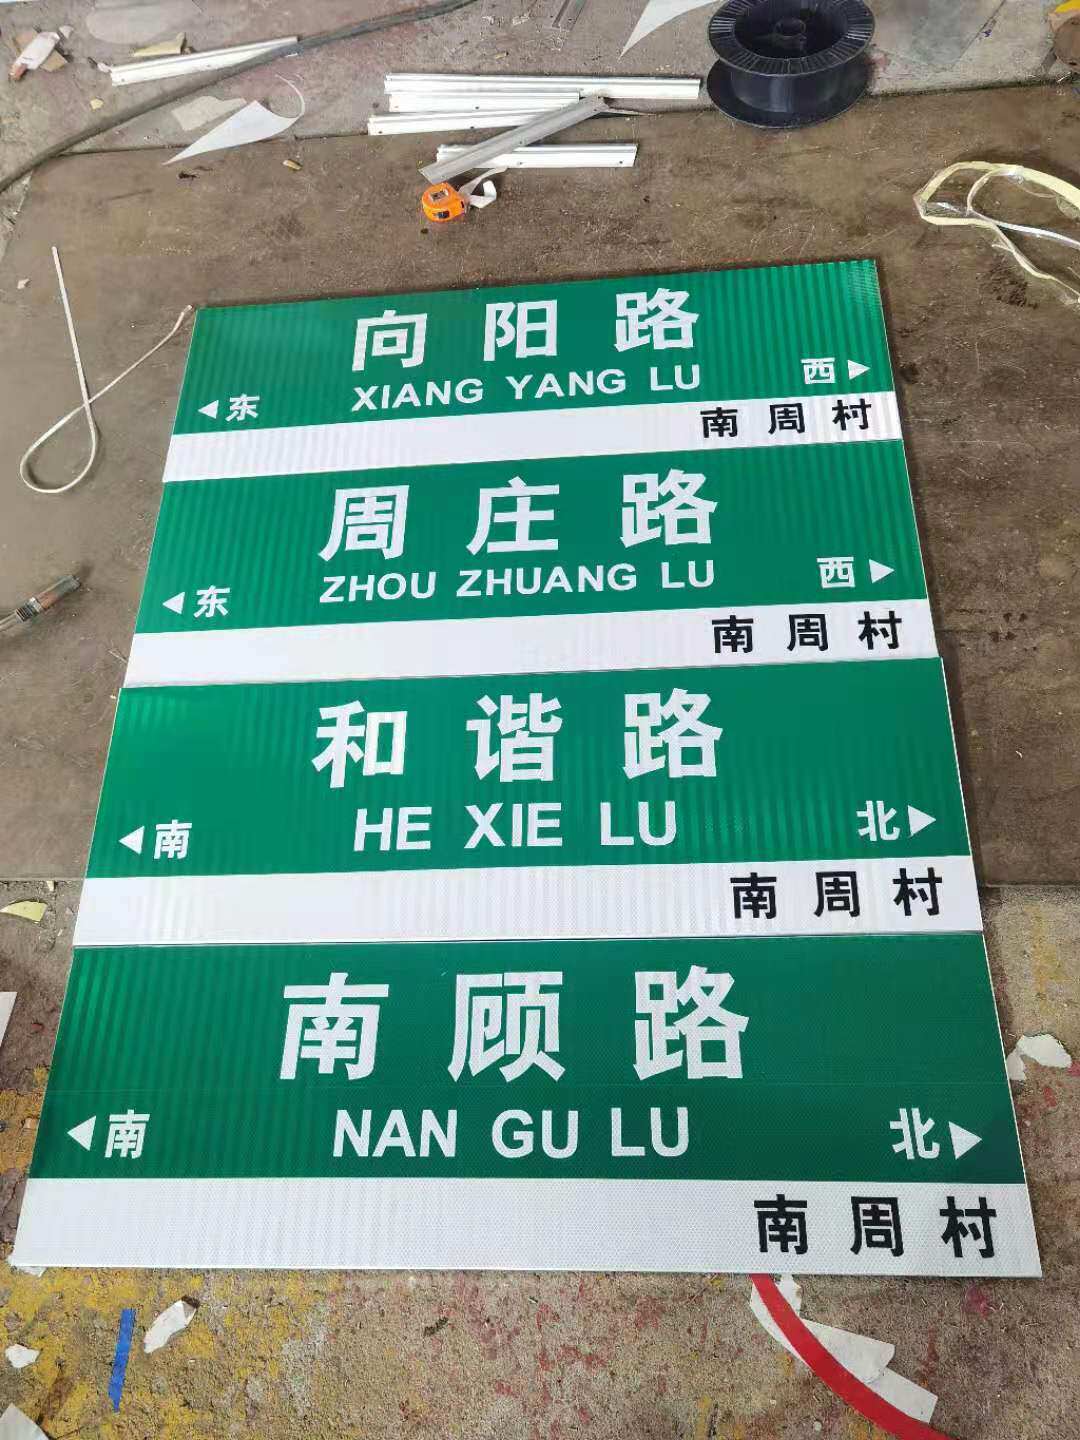 向阳路
XIANG YANG LU
◀东 西▶
南周村
周庄路
ZHOU ZHUANG LU
◀东 西▶
南周村
和谐路
HE XIE LU
◀南 北▶
南周村
南顾路
NAN GU LU
◀南 北▶
南周村